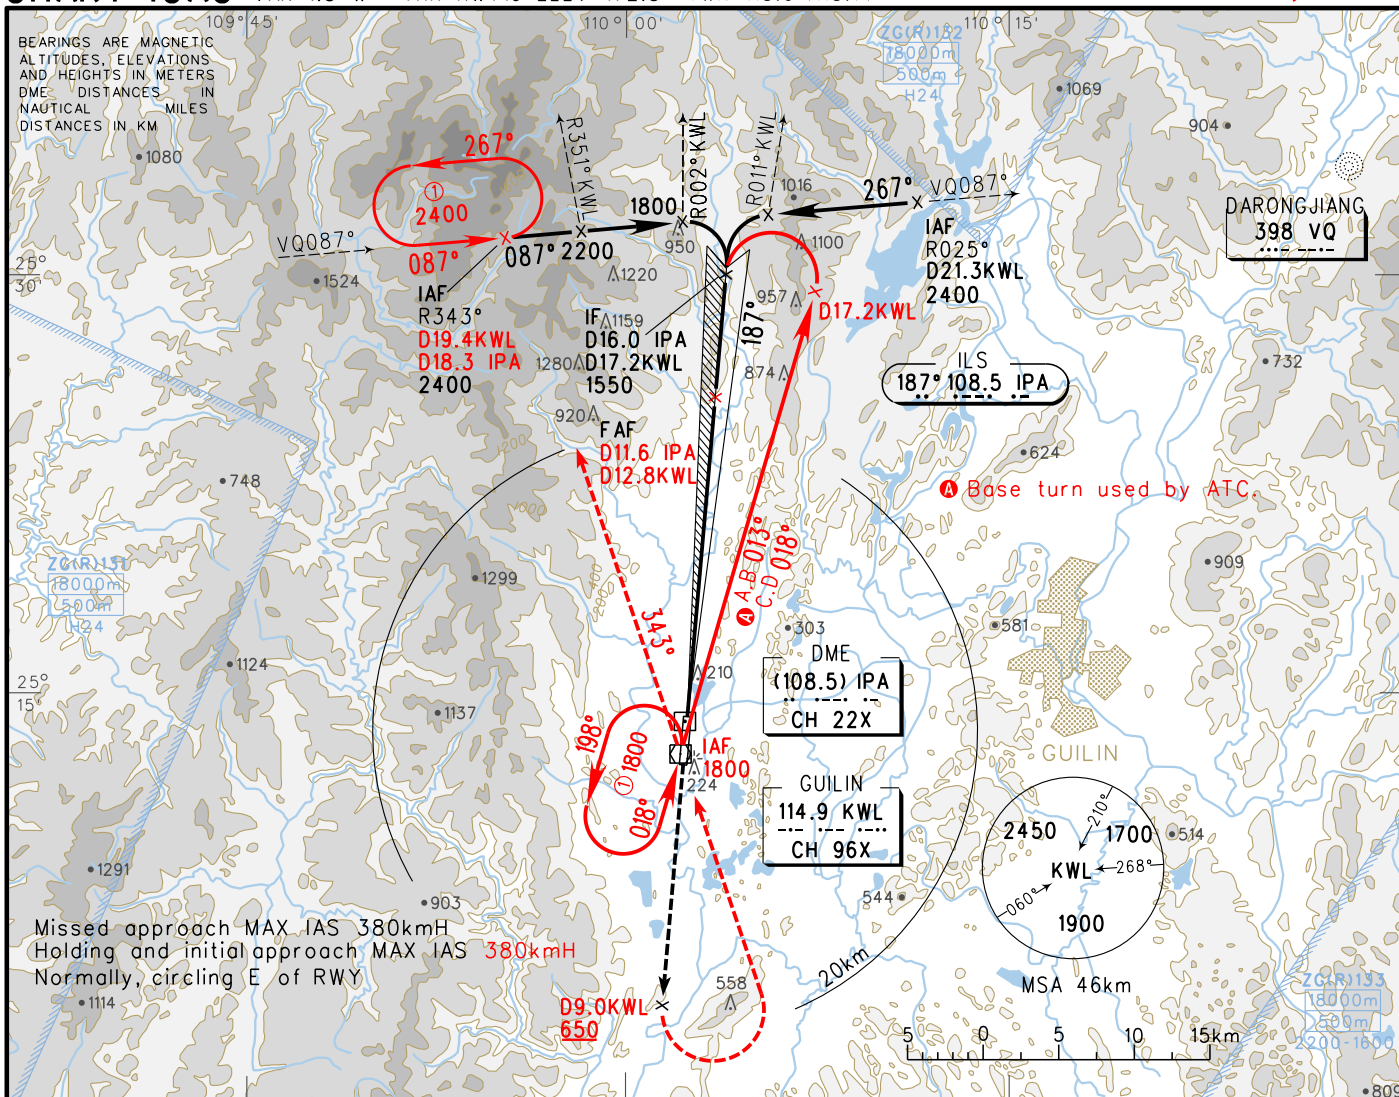 109°45'
110°00'
110°15'
BEARINGS ARE MAGNETIC
ALTITUDES, ELEVATIONS
AND HEIGHTS IN METERS
DME DISTANCES IN
NAUTICAL MILES
DISTANCES IN KM
ZG(R)132
18000m
500m
H24
1069
904
1080
267°
①
2400
087°
VQ087°
R351°KWL
R002°KWL
R011°KWL
1016
1800
950
267°
VQ087°
DARONGJIANG
398 VQ
087°
2200
1100
IAF
R025°
D21.3KWL
2400
25°
30'
1524
1220
957
D17.2KWL
IAF
R343°
D19.4KWL
D18.3 IPA
2400
1159
IF
D16.0 IPA
D17.2KWL
1550
187°
1280
874
732
ILS
187° 108.5 IPA
920
FAF
D11.6 IPA
D12.8KWL
624
748
A Base turn used by ATC.
ZG(R)131
18000m
500m
H24
1299
909
A A.B 013°
C.D 018°
343°
303
581
1124
25°
15'
210
DME
(108.5) IPA
CH 22X
1137
GUILIN
198°
① 1800
018°
IAF
1800
224
GUILIN
114.9 KWL
CH 96X
2450
1700
210°
KWL
268°
060°
1900
514
1291
544
903
Missed approach MAX IAS 380kmH
Holding and initial approach MAX IAS 380kmH
Normally, circling E of RWY
20km
MSA 46km
558
1114
D9.0KWL
650
ZG(R)133
18000m
500m
2200-1600
5 0 5 10 15km
809